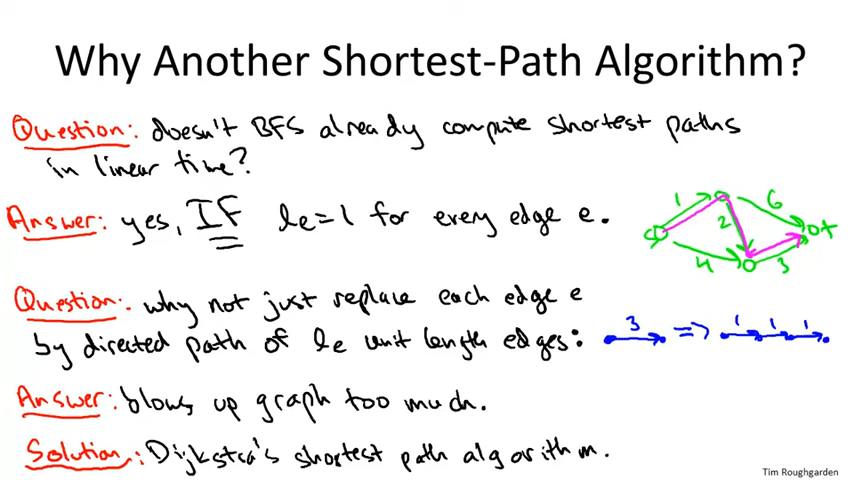 Why Another Shortest-Path Algorithm?
Question: doesn't BFS already compute shortest paths
in linear time?
Answer: yes, IF le=1 for every edge e.
1 6
s 2 t
4 3
Question: why not just replace each edge e
by directed path of le unit length edges:
3 => 1 1 1
Answer: blows up graph too much.
Solution: Dijkstra's shortest path algorithm.
Tim Roughgarden